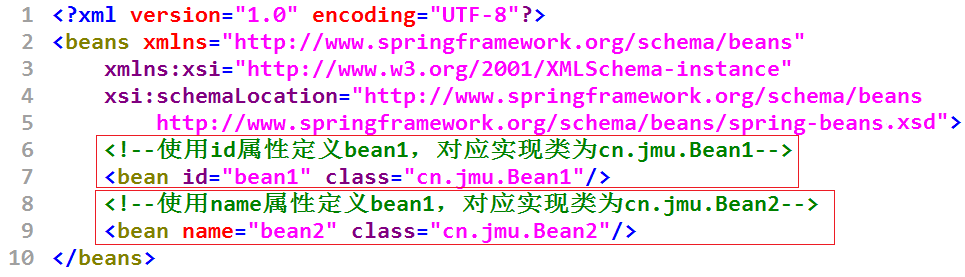 1 <?xml version="1.0" encoding="UTF-8"?>
2 <beans xmlns="http://www.springframework.org/schema/beans"
3 xmlns:xsi="http://www.w3.org/2001/XMLSchema-instance"
4 xsi:schemaLocation="http://www.springframework.org/schema/beans
5 http://www.springframework.org/schema/beans/spring-beans.xsd">
6 <!--使用id属性定义bean1，对应实现类为cn.jmu.Bean1-->
7 <bean id="bean1" class="cn.jmu.Bean1"/>
8 <!--使用name属性定义bean1，对应实现类为cn.jmu.Bean2-->
9 <bean name="bean2" class="cn.jmu.Bean2"/>
10 </beans>